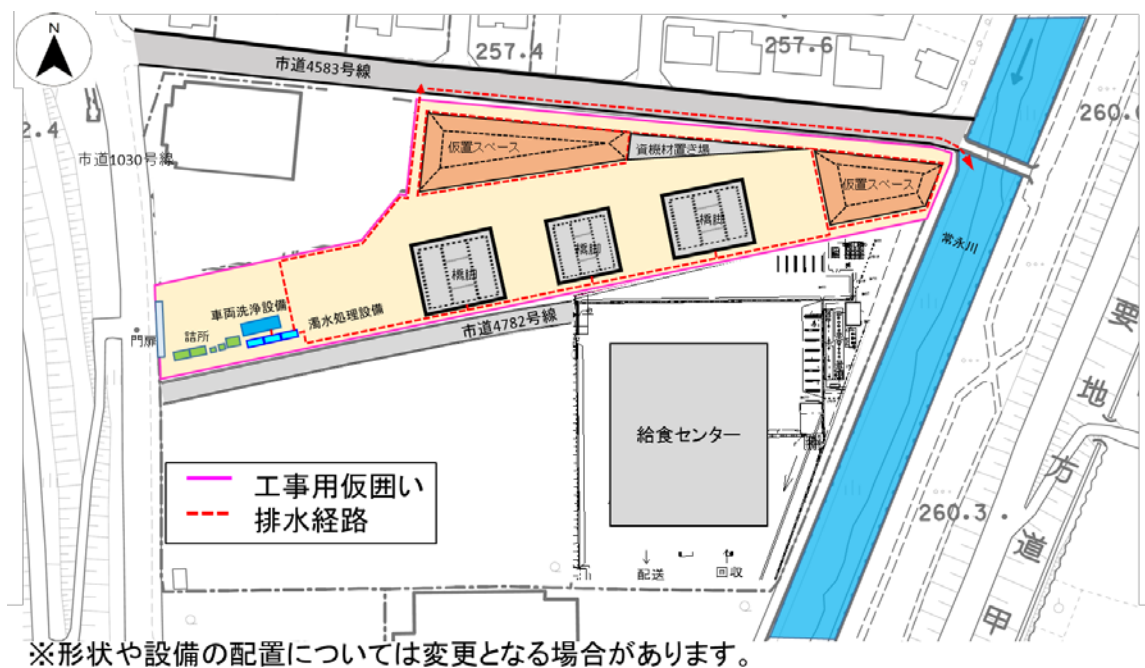 N
257.4
257.6
市道4583号線
2.4
260.
市道1030号線
仮置スペース
資機材置き場
仮置スペース
橋脚
橋脚
橋脚
常永川
車両洗浄設備
濁水処理設備
詰所
門扉
市道4782号線
要
地
方
道
甲
給食センター
工事用仮囲い
排水経路
260.3
配送
回収
※形状や設備の配置については変更となる場合があります。